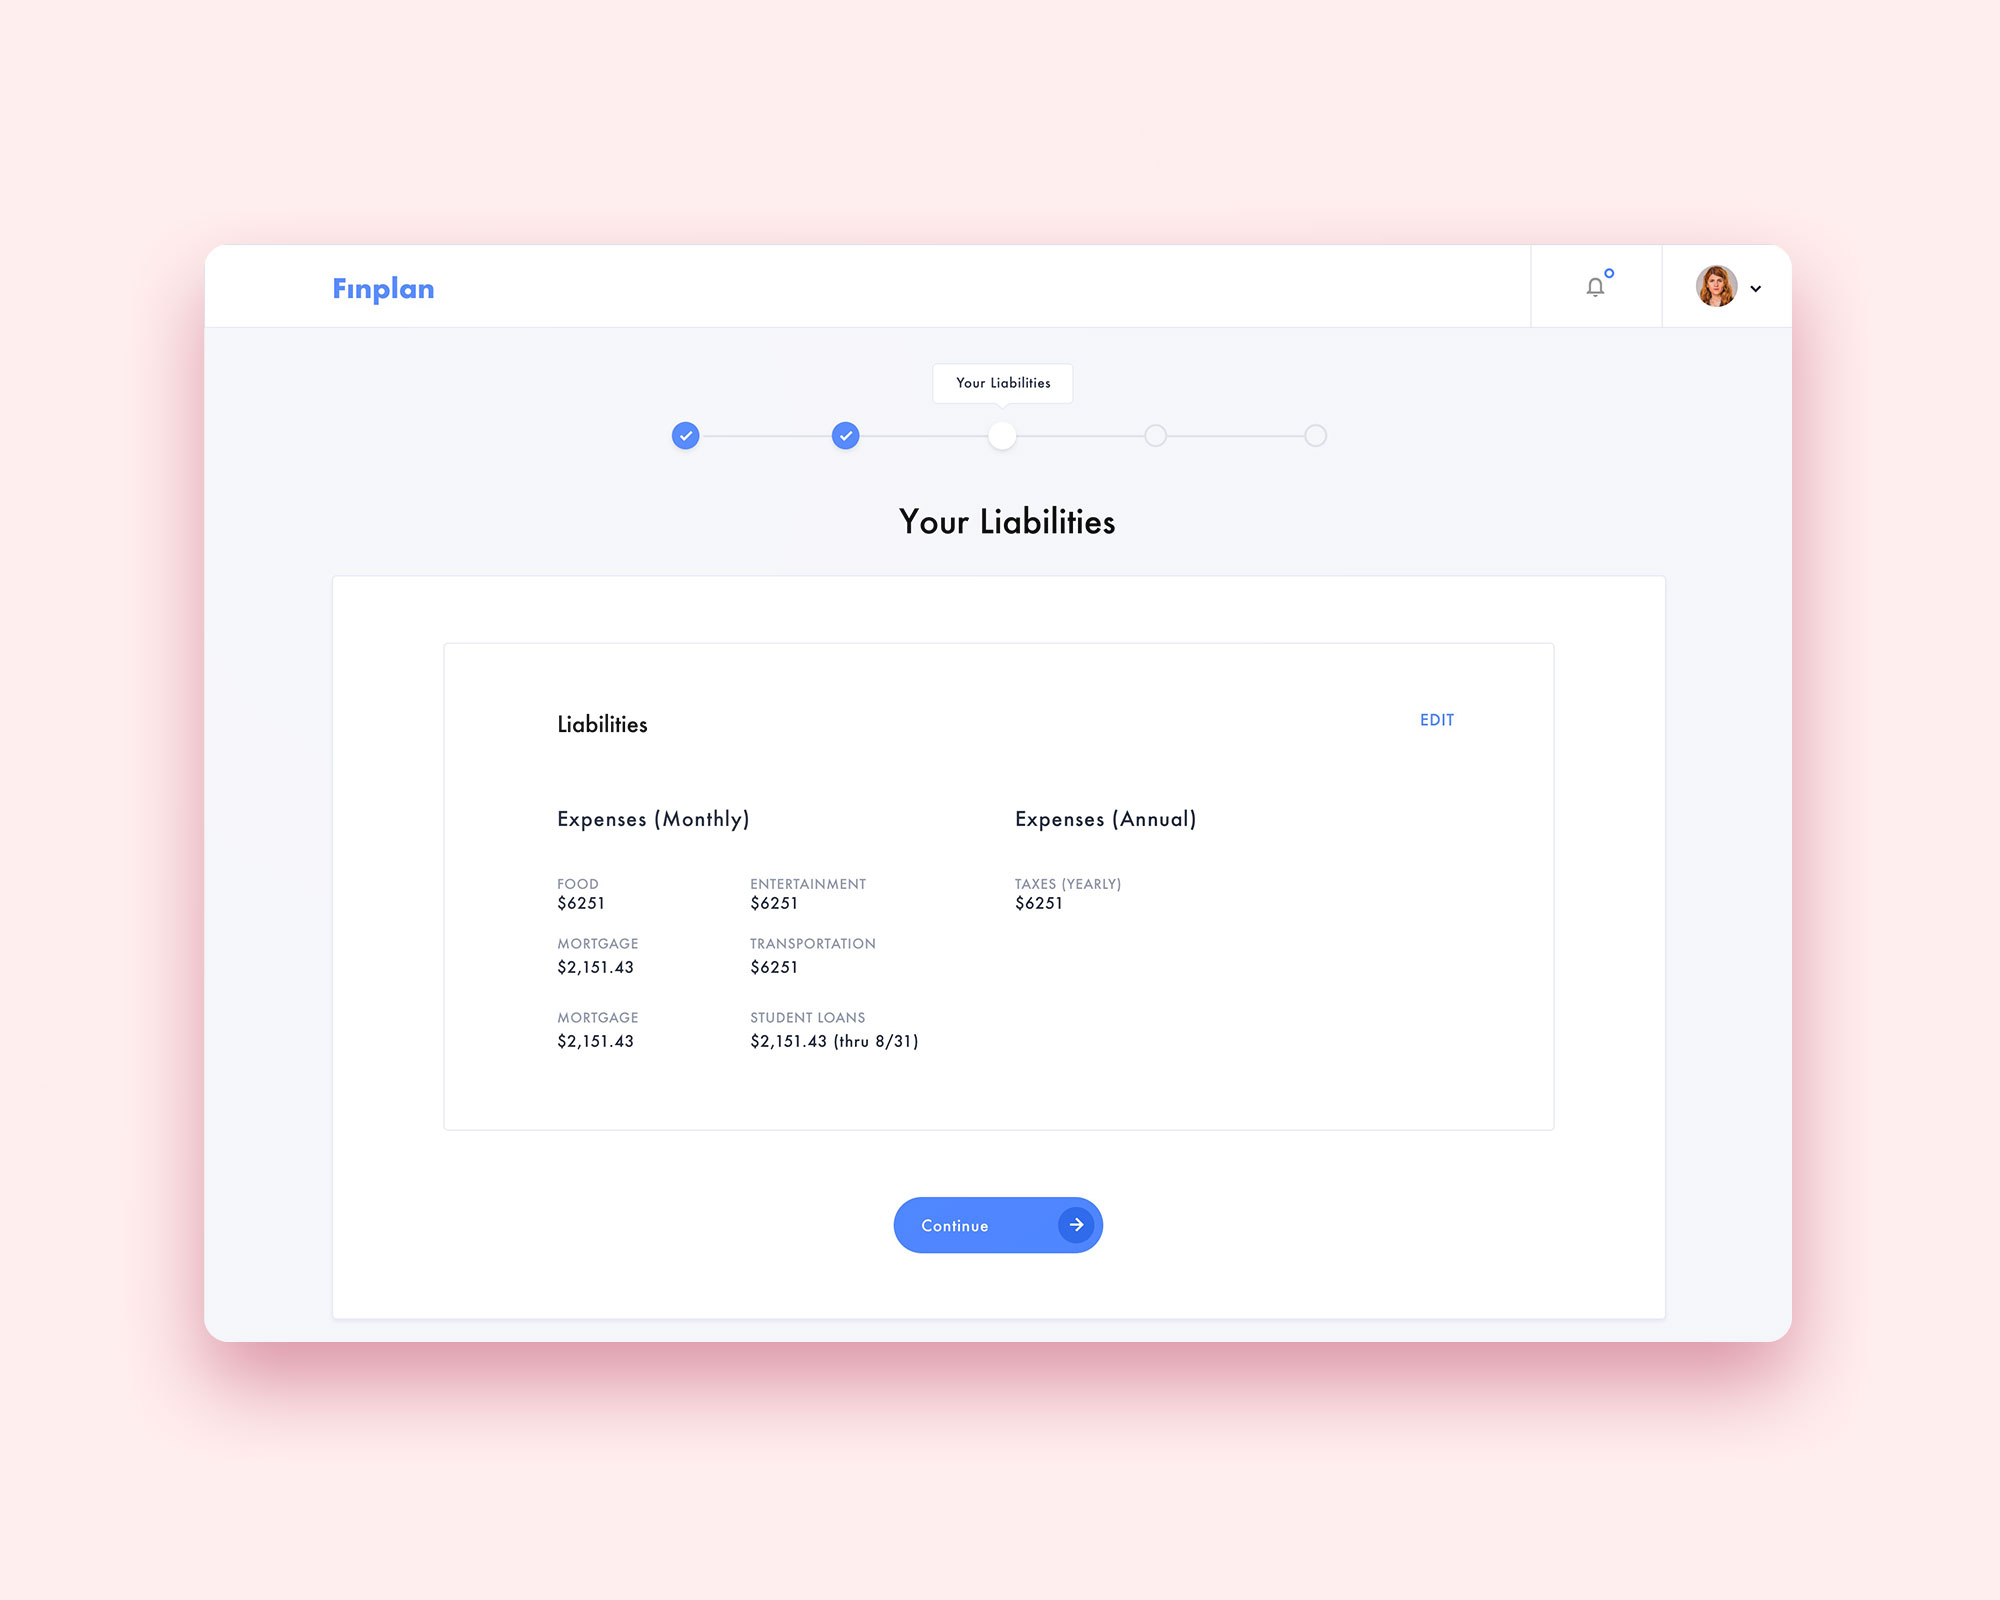 Finplan
Your Liabilities
Your Liabilities
Liabilities
EDIT
Expenses (Monthly)
Expenses (Annual)
FOOD
ENTERTAINMENT
TAXES (YEARLY)
$6251
$6251
$6251
MORTGAGE
TRANSPORTATION
$2,151.43
$6251
MORTGAGE
STUDENT LOANS
$2,151.43
$2,151.43 (thru 8/31)
Continue